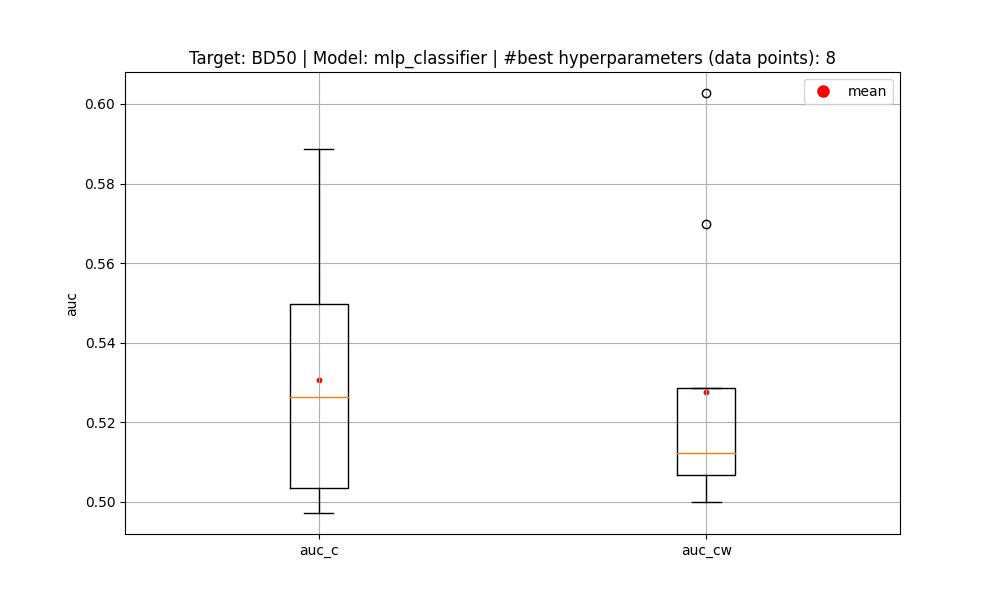 Target: BD50 | Model: mlp_classifier | #best hyperparameters (data points): 8
mean
0.60
0.58
0.56
0.54
0.52
0.50
auc
auc_c
auc_cw